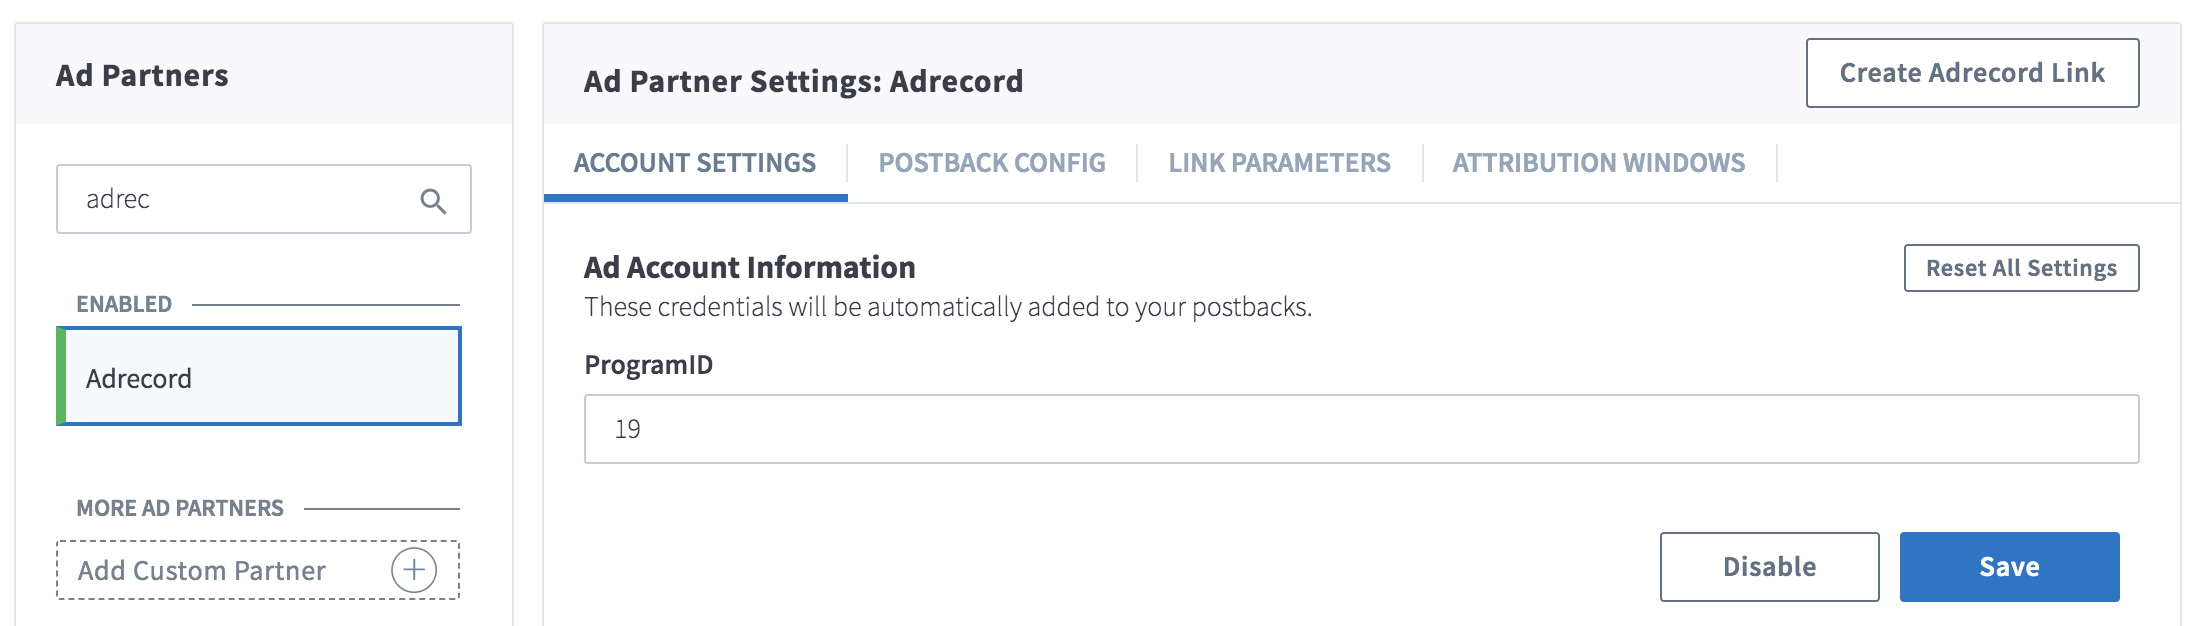 Ad Partners
adrec
ENABLED
Adrecord
MORE AD PARTNERS
Add Custom Partner
Ad Partner Settings: Adrecord
Create Adrecord Link
ACCOUNT SETTINGS
POSTBACK CONFIG
LINK PARAMETERS
ATTRIBUTION WINDOWS
Ad Account Information
Reset All Settings
These credentials will be automatically added to your postbacks.
ProgramID
19
Disable
Save